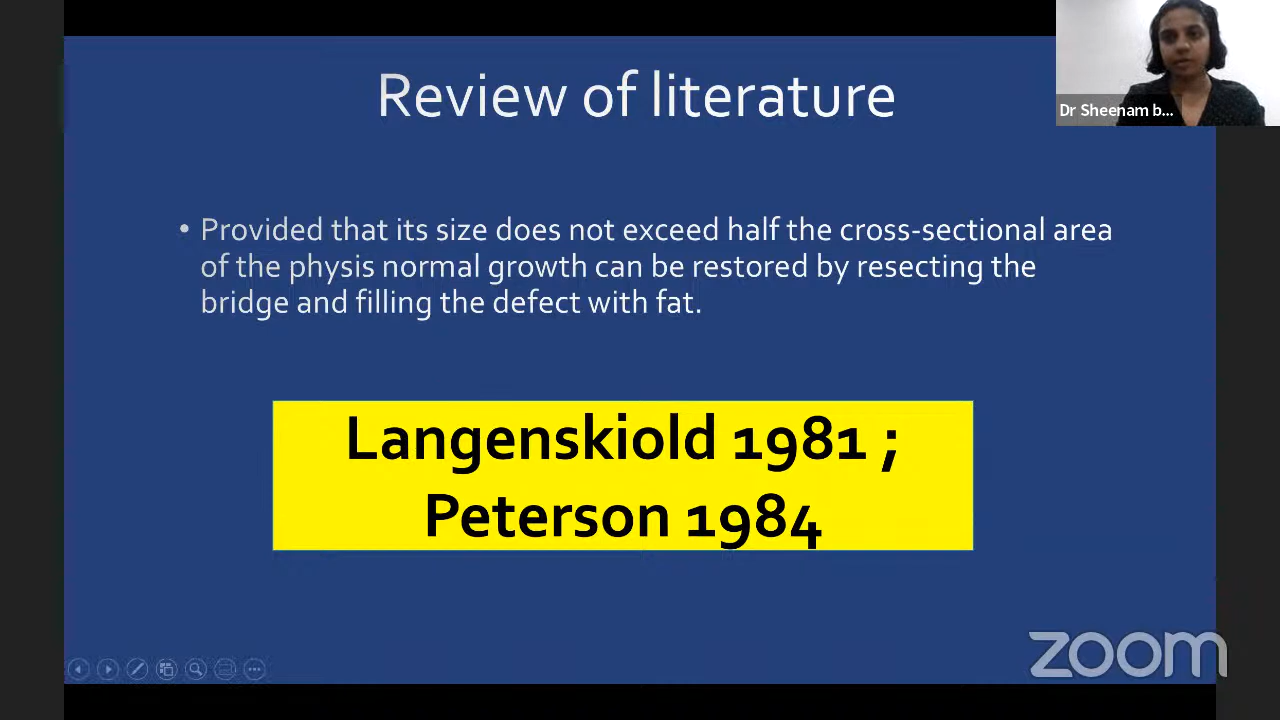 Review of literature
Dr Sheenam b...
• Provided that its size does not exceed half the cross-sectional area
of the physis normal growth can be restored by resecting the
bridge and filling the defect with fat.
Langenskiold 1981 ;
Peterson 1984
zoom